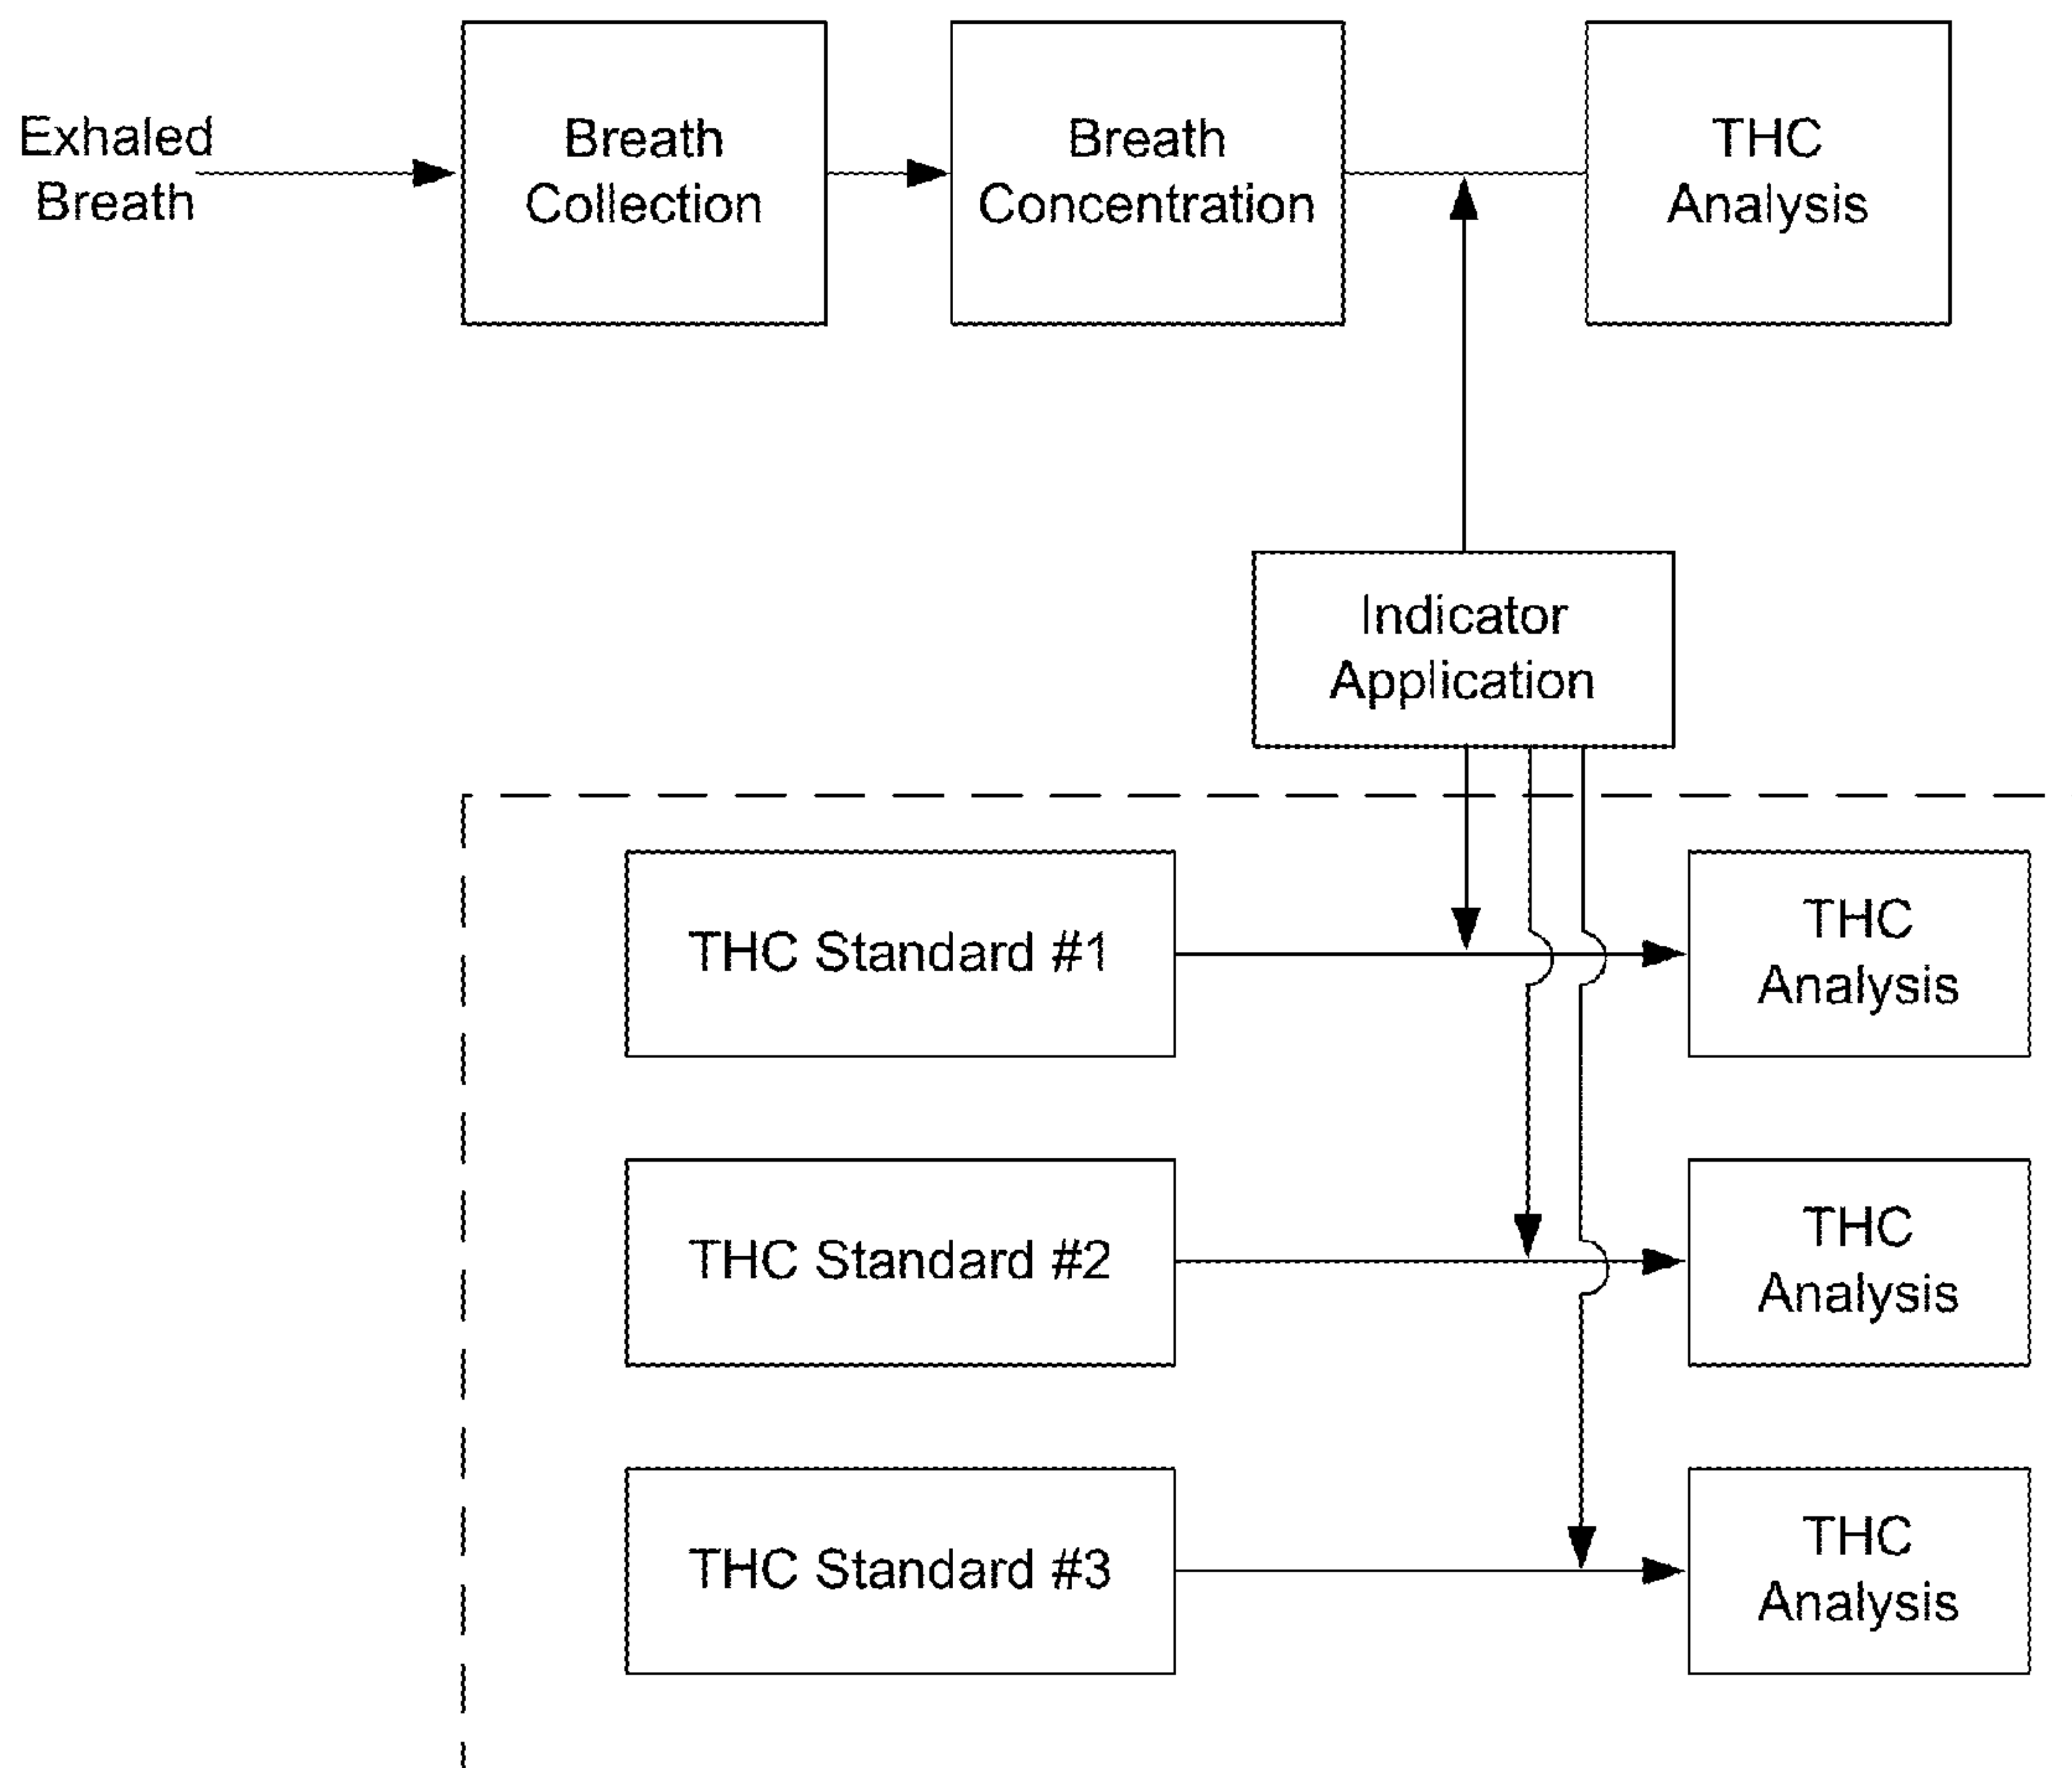 Exhaled
Breath
Breath
Collection
Breath
Concentration
THC
Analysis
Indicator
Application
THC Standard #1
THC
Analysis
THC Standard #2
THC
Analysis
THC Standard #3
THC
Analysis